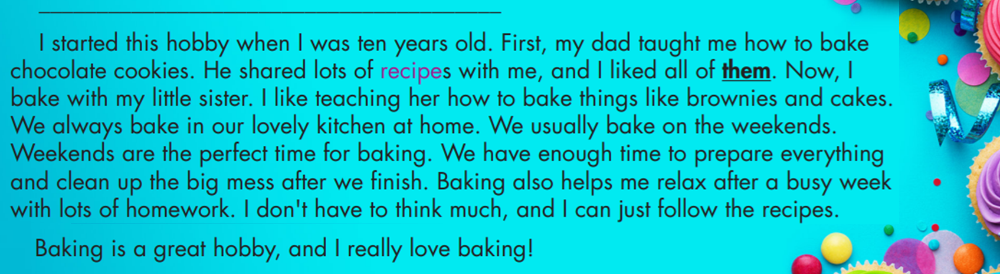 I started this hobby when I was ten years old. First, my dad taught me how to bake
chocolate cookies. He shared lots of recipes with me, and I liked all of them. Now, I
bake with my little sister. I like teaching her how to bake things like brownies and cakes.
We always bake in our lovely kitchen at home. We usually bake on the weekends.
Weekends are the perfect time for baking. We have enough time to prepare everything
and clean up the big mess after we finish. Baking also helps me relax after a busy week
with lots of homework. I don't have to think much, and I can just follow the recipes.
Baking is a great hobby, and I really love baking!